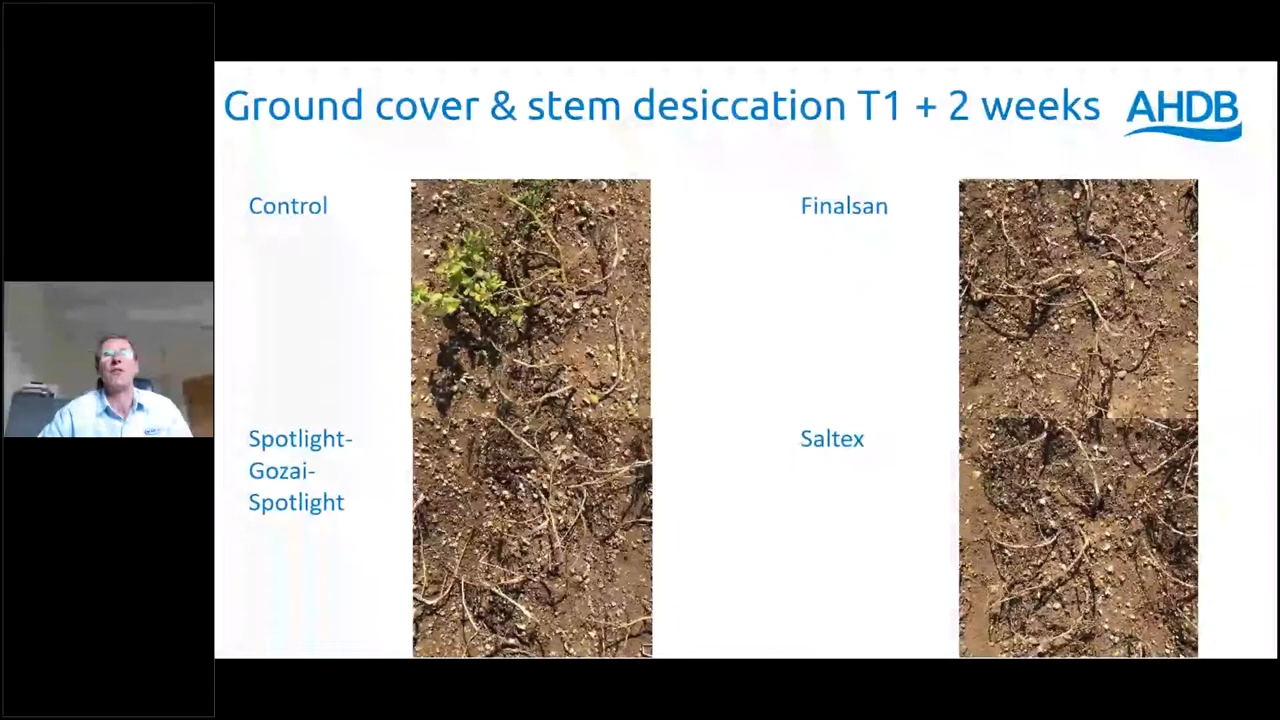 Ground cover & stem desiccation T1 + 2 weeks
AHDB
Control
Finalsan
Spotlight-
Gozai-
Spotlight
Saltex